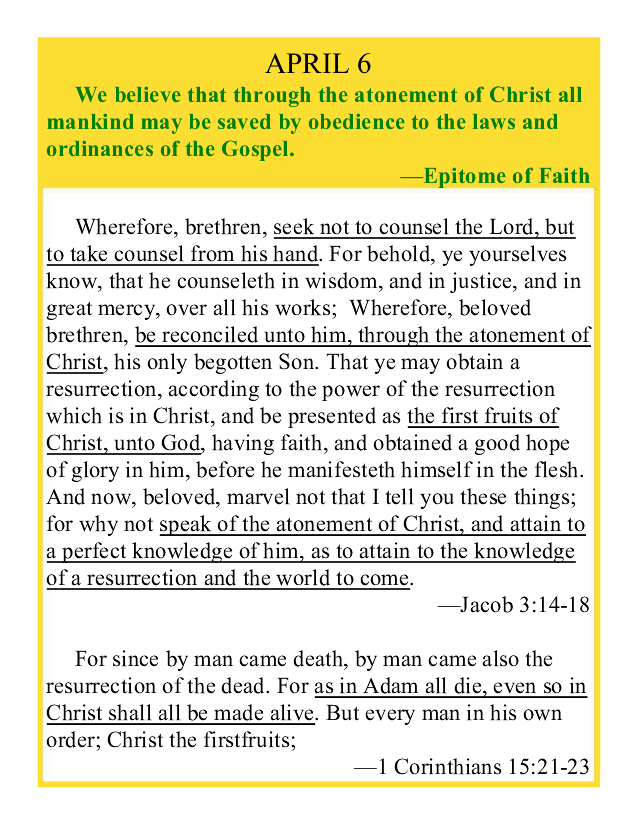 APRIL 6
We believe that through the atonement of Christ all
mankind may be saved by obedience to the laws and
ordinances of the Gospel.
—Epitome of Faith
Wherefore, brethren, seek not to counsel the Lord, but
to take counsel from his hand. For behold, ye yourselves
know, that he counseleth in wisdom, and in justice, and in
great mercy, over all his works;  Wherefore, beloved
brethren, be reconciled unto him, through the atonement of
Christ, his only begotten Son. That ye may obtain a
resurrection, according to the power of the resurrection
which is in Christ, and be presented as the first fruits of
Christ, unto God, having faith, and obtained a good hope
of glory in him, before he manifesteth himself in the flesh.
And now, beloved, marvel not that I tell you these things;
for why not speak of the atonement of Christ, and attain to
a perfect knowledge of him, as to attain to the knowledge
of a resurrection and the world to come.
—Jacob 3:14-18
For since by man came death, by man came also the
resurrection of the dead. For as in Adam all die, even so in
Christ shall all be made alive. But every man in his own
order; Christ the firstfruits;
—1 Corinthians 15:21-23